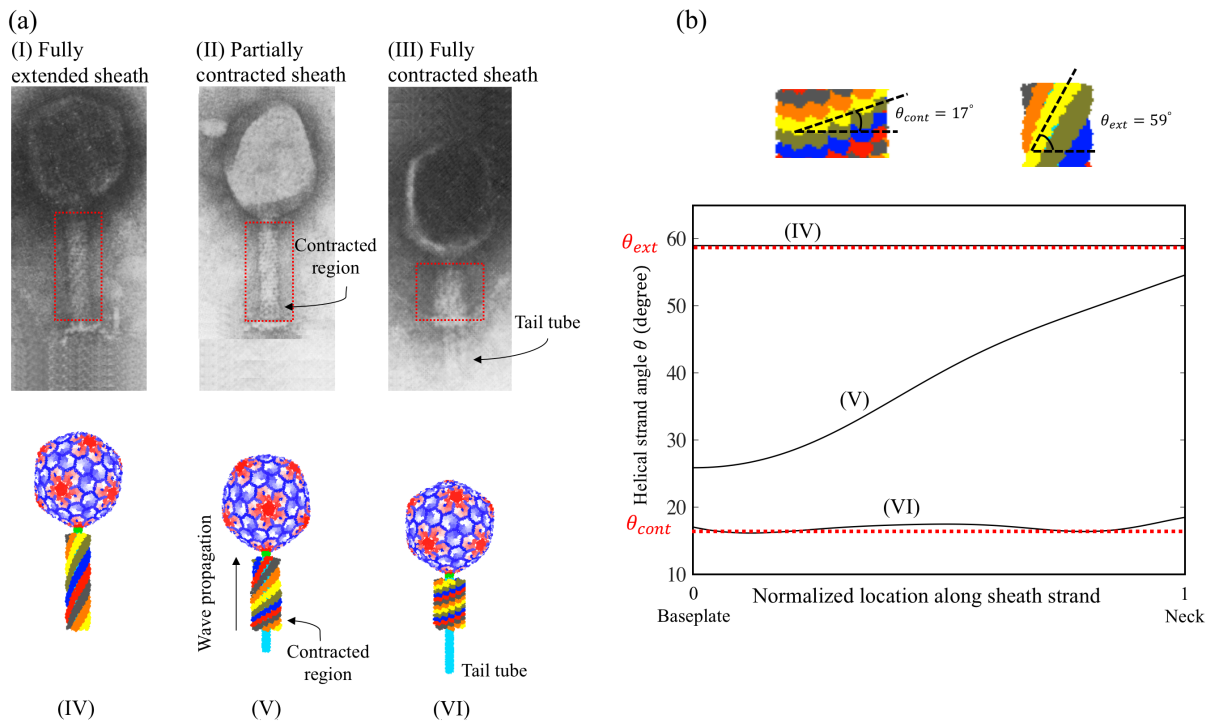 (a)
(I) Fully
extended sheath
(II) Partially
contracted sheath
(III) Fully
contracted sheath
Contracted
region
Tail tube
Wave propagation
Contracted
region
Tail tube
(IV)
(V)
(VI)
(b)
θcont = 17°
θext = 59°
θext
θcont
Helical strand angle θ (degree)
60
50
40
30
20
10
(IV)
(V)
(VI)
0
1
Baseplate
Normalized location along sheath strand
Neck